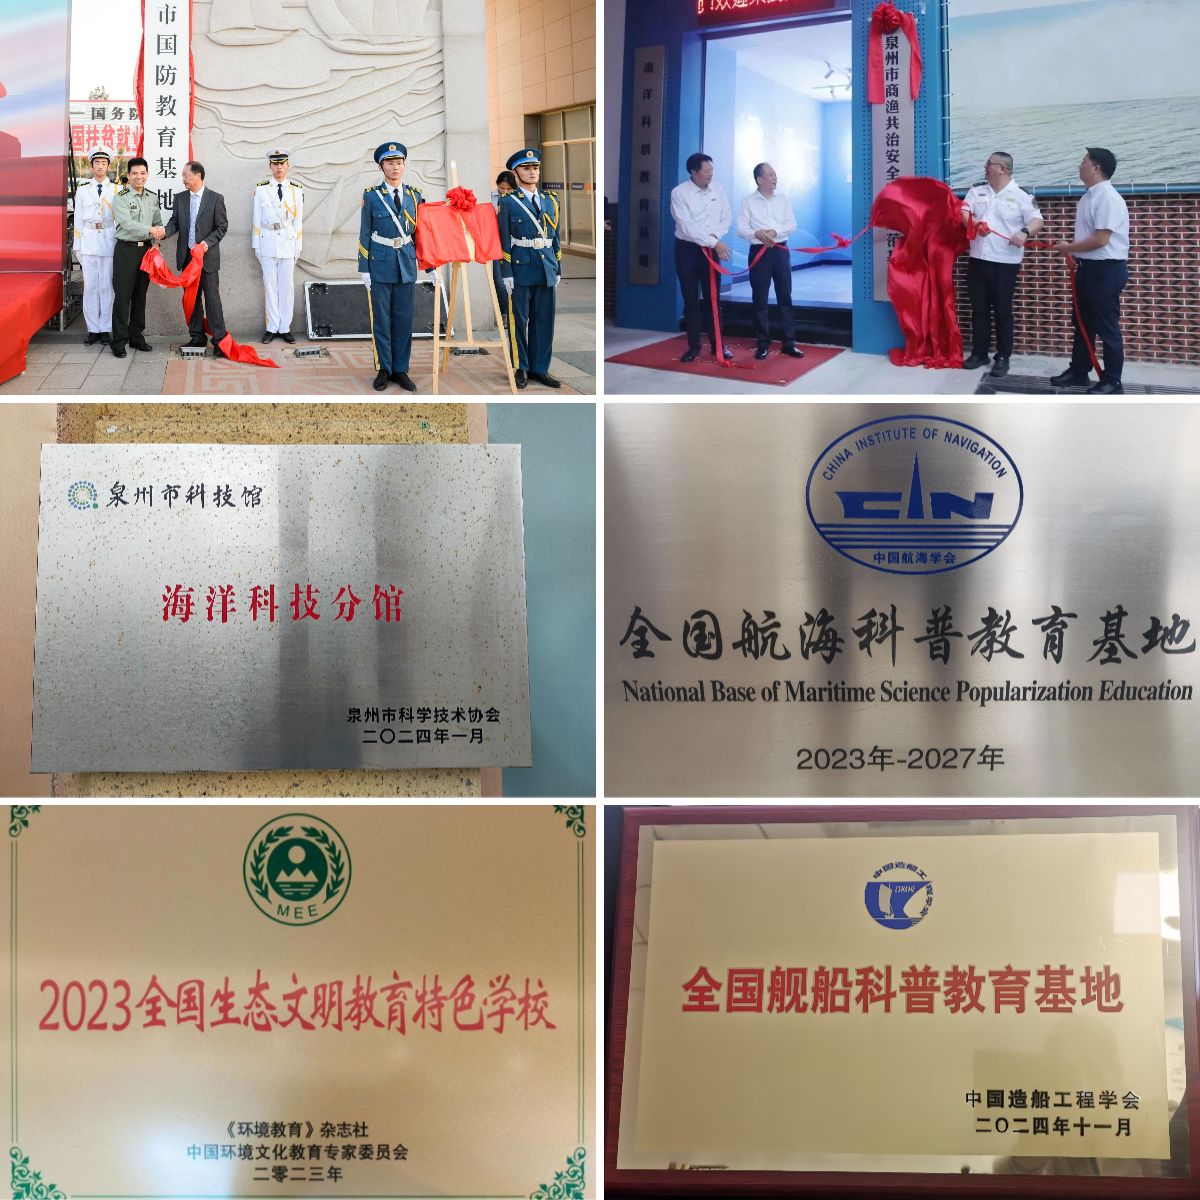 市国防教育基地
一国务院
国扶贫就业
海洋科创教育基地
泉州市商渔共治安全
范基
泉州市科技馆
海洋科技分馆
泉州市科学技术协会
二〇二四年一月
CHINA INSTITUTE OF NAVIGATION
CIN
中国航海学会
全国航海科普教育基地
National Base of Maritime Science Popularization Education
2023年-2027年
MEE
2023全国生态文明教育特色学校
《环境教育》杂志社
中国环境文化教育专家委员会
二零二三年
中国造船工程学会
全国舰船科普教育基地
中国造船工程学会
二〇二四年十一月